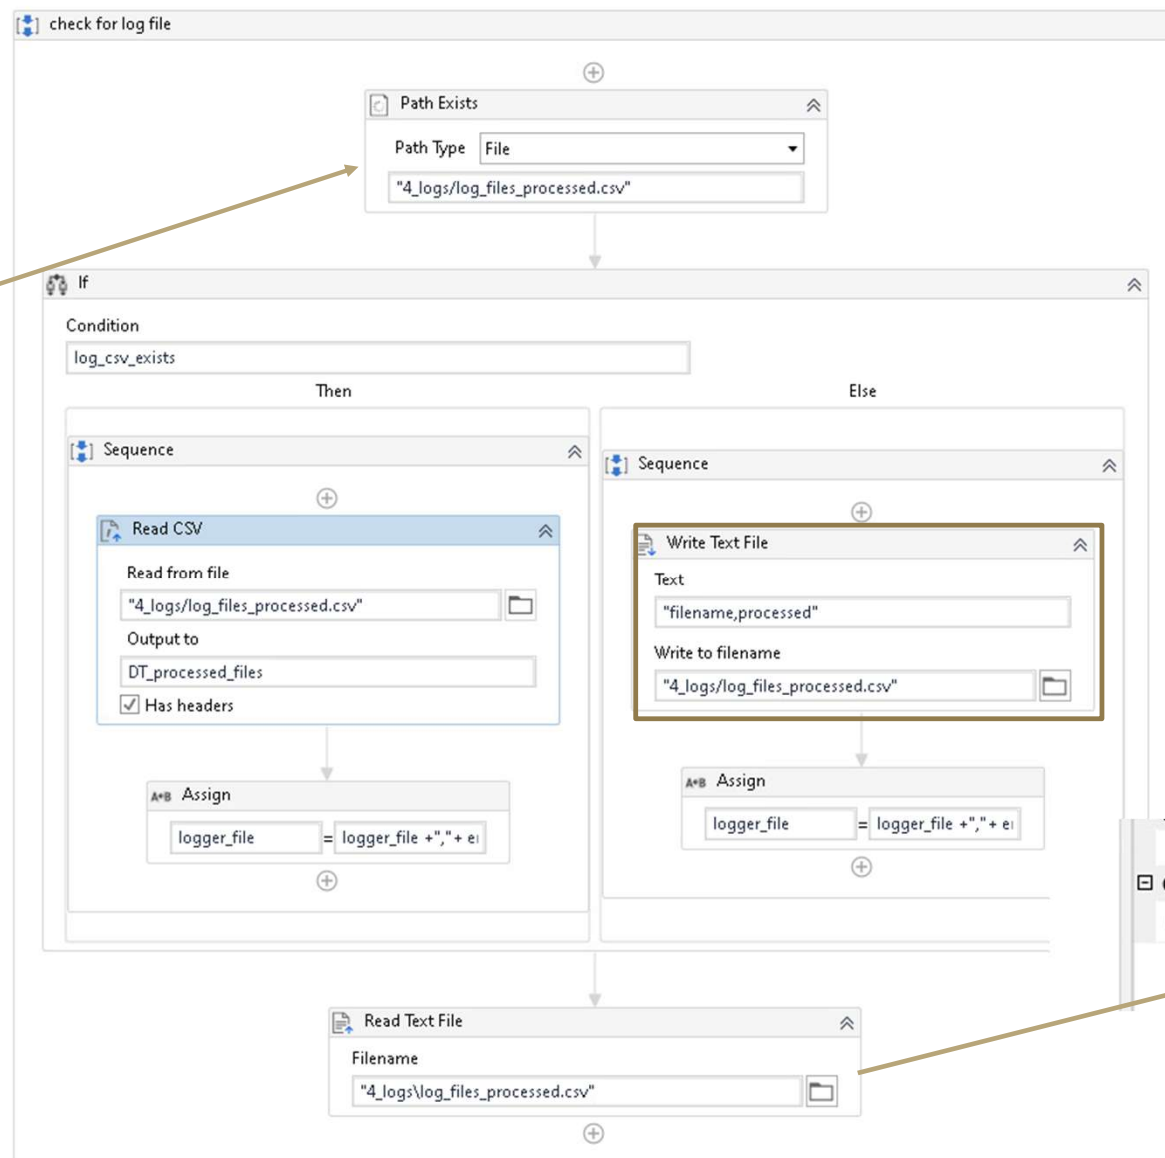 check for log file
Path Exists
Path Type File
"4_logs/log_files_processed.csv"
If
Condition
log_csv_exists
Then
Else
Sequence
Read CSV
Read from file
"4_logs/log_files_processed.csv"
Output to
DT_processed_files
Has headers
A+B Assign
logger_file = logger_file +","+ e
Sequence
Write Text File
Text
"filename,processed"
Write to filename
"4_logs/log_files_processed.csv"
A+B Assign
logger_file = logger_file +","+ e
Read Text File
Filename
"4_logs\log_files_processed.csv"